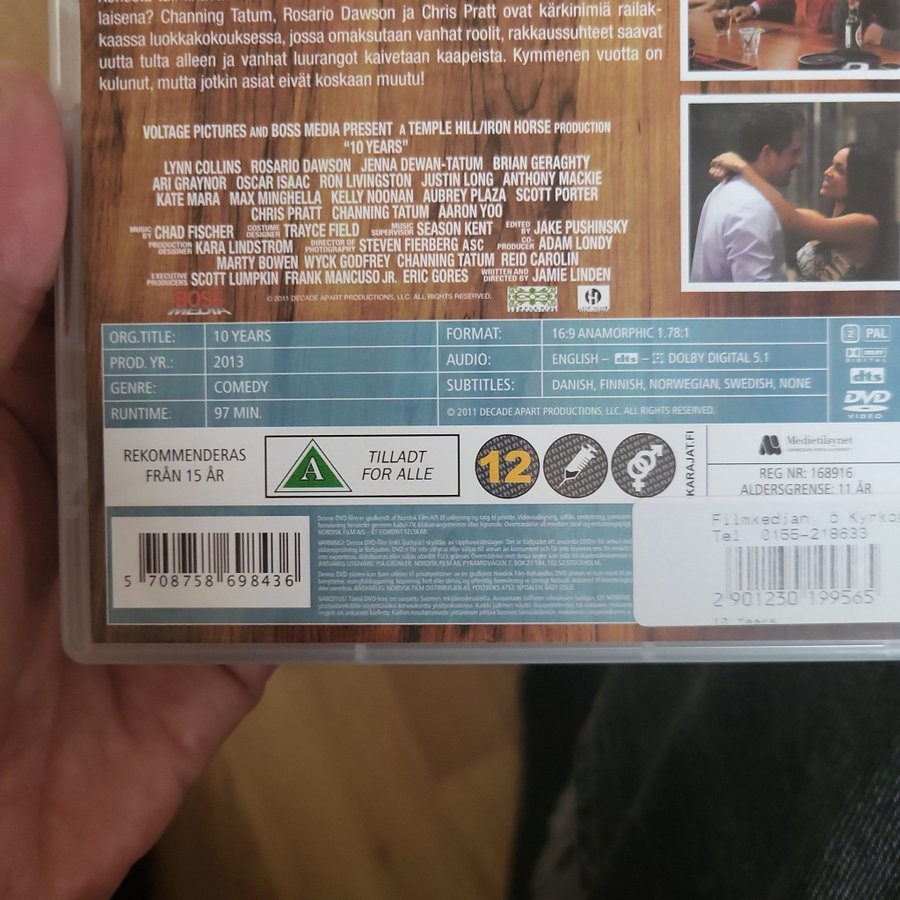 laisena? Channing Tatum, Rosario Dawson ja Chris Pratt ovat kärkinimiä railak-
kaassa luokkakokouksessa, jossa omaksutaan vanhat roolit, rakkaussuhteet saavat
uutta tulta alleen ja vanhat luurangot kaivetaan kaapeista. Kymmenen vuotta on
kulunut, mutta jotkin asiat eivät koskaan muutu!
VOLTAGE PICTURES AND BOSS MEDIA PRESENT A TEMPLE HILL/IRON HORSE PRODUCTION
"10 YEARS"
LYNN COLLINS ROSARIO DAWSON JENNA DEWAN-TATUM BRIAN GERAGHTY
ARI GRAYNOR OSCAR ISAAC RON LIVINGSTON JUSTIN LONG ANTHONY MACKIE
KATE MARA MAX MINGHELLA KELLY NOONAN AUBREY PLAZA SCOTT PORTER
CHRIS PRATT CHANNING TATUM AARON YOO
MUSIC BY CHAD FISCHER COSTUME DESIGNER TRAYCE FIELD MUSIC SUPERVISOR SEASON KENT EDITED BY JAKE PUSHINSKY
PRODUCTION DESIGNER KARA LINDSTROM DIRECTOR OF PHOTOGRAPHY STEVEN FIERBERG ASC CO-PRODUCER ADAM LONDY
MARTY BOWEN WYCK GODFREY CHANNING TATUM REID CAROLIN
EXECUTIVE PRODUCERS SCOTT LUMPKIN FRANK MANCUSO JR. ERIC GORES WRITTEN AND DIRECTED BY JAMIE LINDEN
BOSS MEDIA
© 2011 DECADE APART PRODUCTIONS, LLC. ALL RIGHTS RESERVED.
ORG.TITLE: 10 YEARS
PROD. YR.: 2013
GENRE: COMEDY
RUNTIME: 97 MIN.
FORMAT: 16:9 ANAMORPHIC 1.78:1
AUDIO: ENGLISH – dts – DOLBY DIGITAL 5.1
SUBTITLES: DANISH, FINNISH, NORWEGIAN, SWEDISH, NONE
© 2011 DECADE APART PRODUCTIONS, LLC. ALL RIGHTS RESERVED.
2 PAL
DOLBY DIGITAL
dts
DVD VIDEO
REKOMMENDERAS
FRÅN 15 ÅR
A
TILLADT
FOR ALLE
12
KARAJAT.FI
Medietilsynet
NORWEGIAN MEDIA AUTHORITY
REG NR: 168916
ALDERSGRENSE: 11 ÅR
5 708758 698436
Filmkedjan, Ö Kyrkog
Tel. 0155-218633
2 901230 199565
10 Years